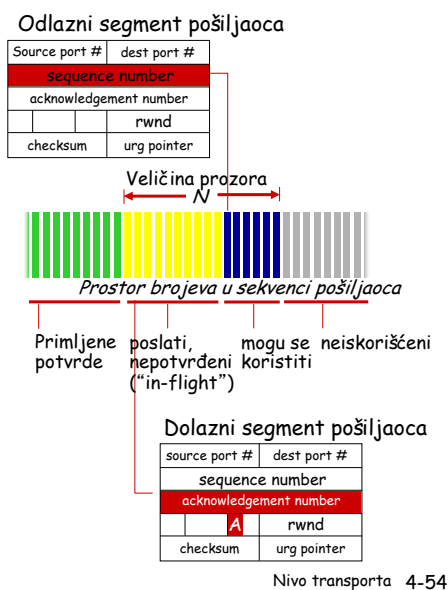 Odlazni segment pošiljaoca
Source port # dest port #
sequence number
acknowledgement number
rwnd
checksum urg pointer
Veličina prozora
N
Prostor brojeva u sekvenci pošiljaoca
Primljene potvrde
poslati, nepotvrđeni (“in-flight”)
mogu se koristiti
neiskorišćeni
Dolazni segment pošiljaoca
source port # dest port #
sequence number
acknowledgement number
A rwnd
checksum urg pointer
Nivo transporta 4-54